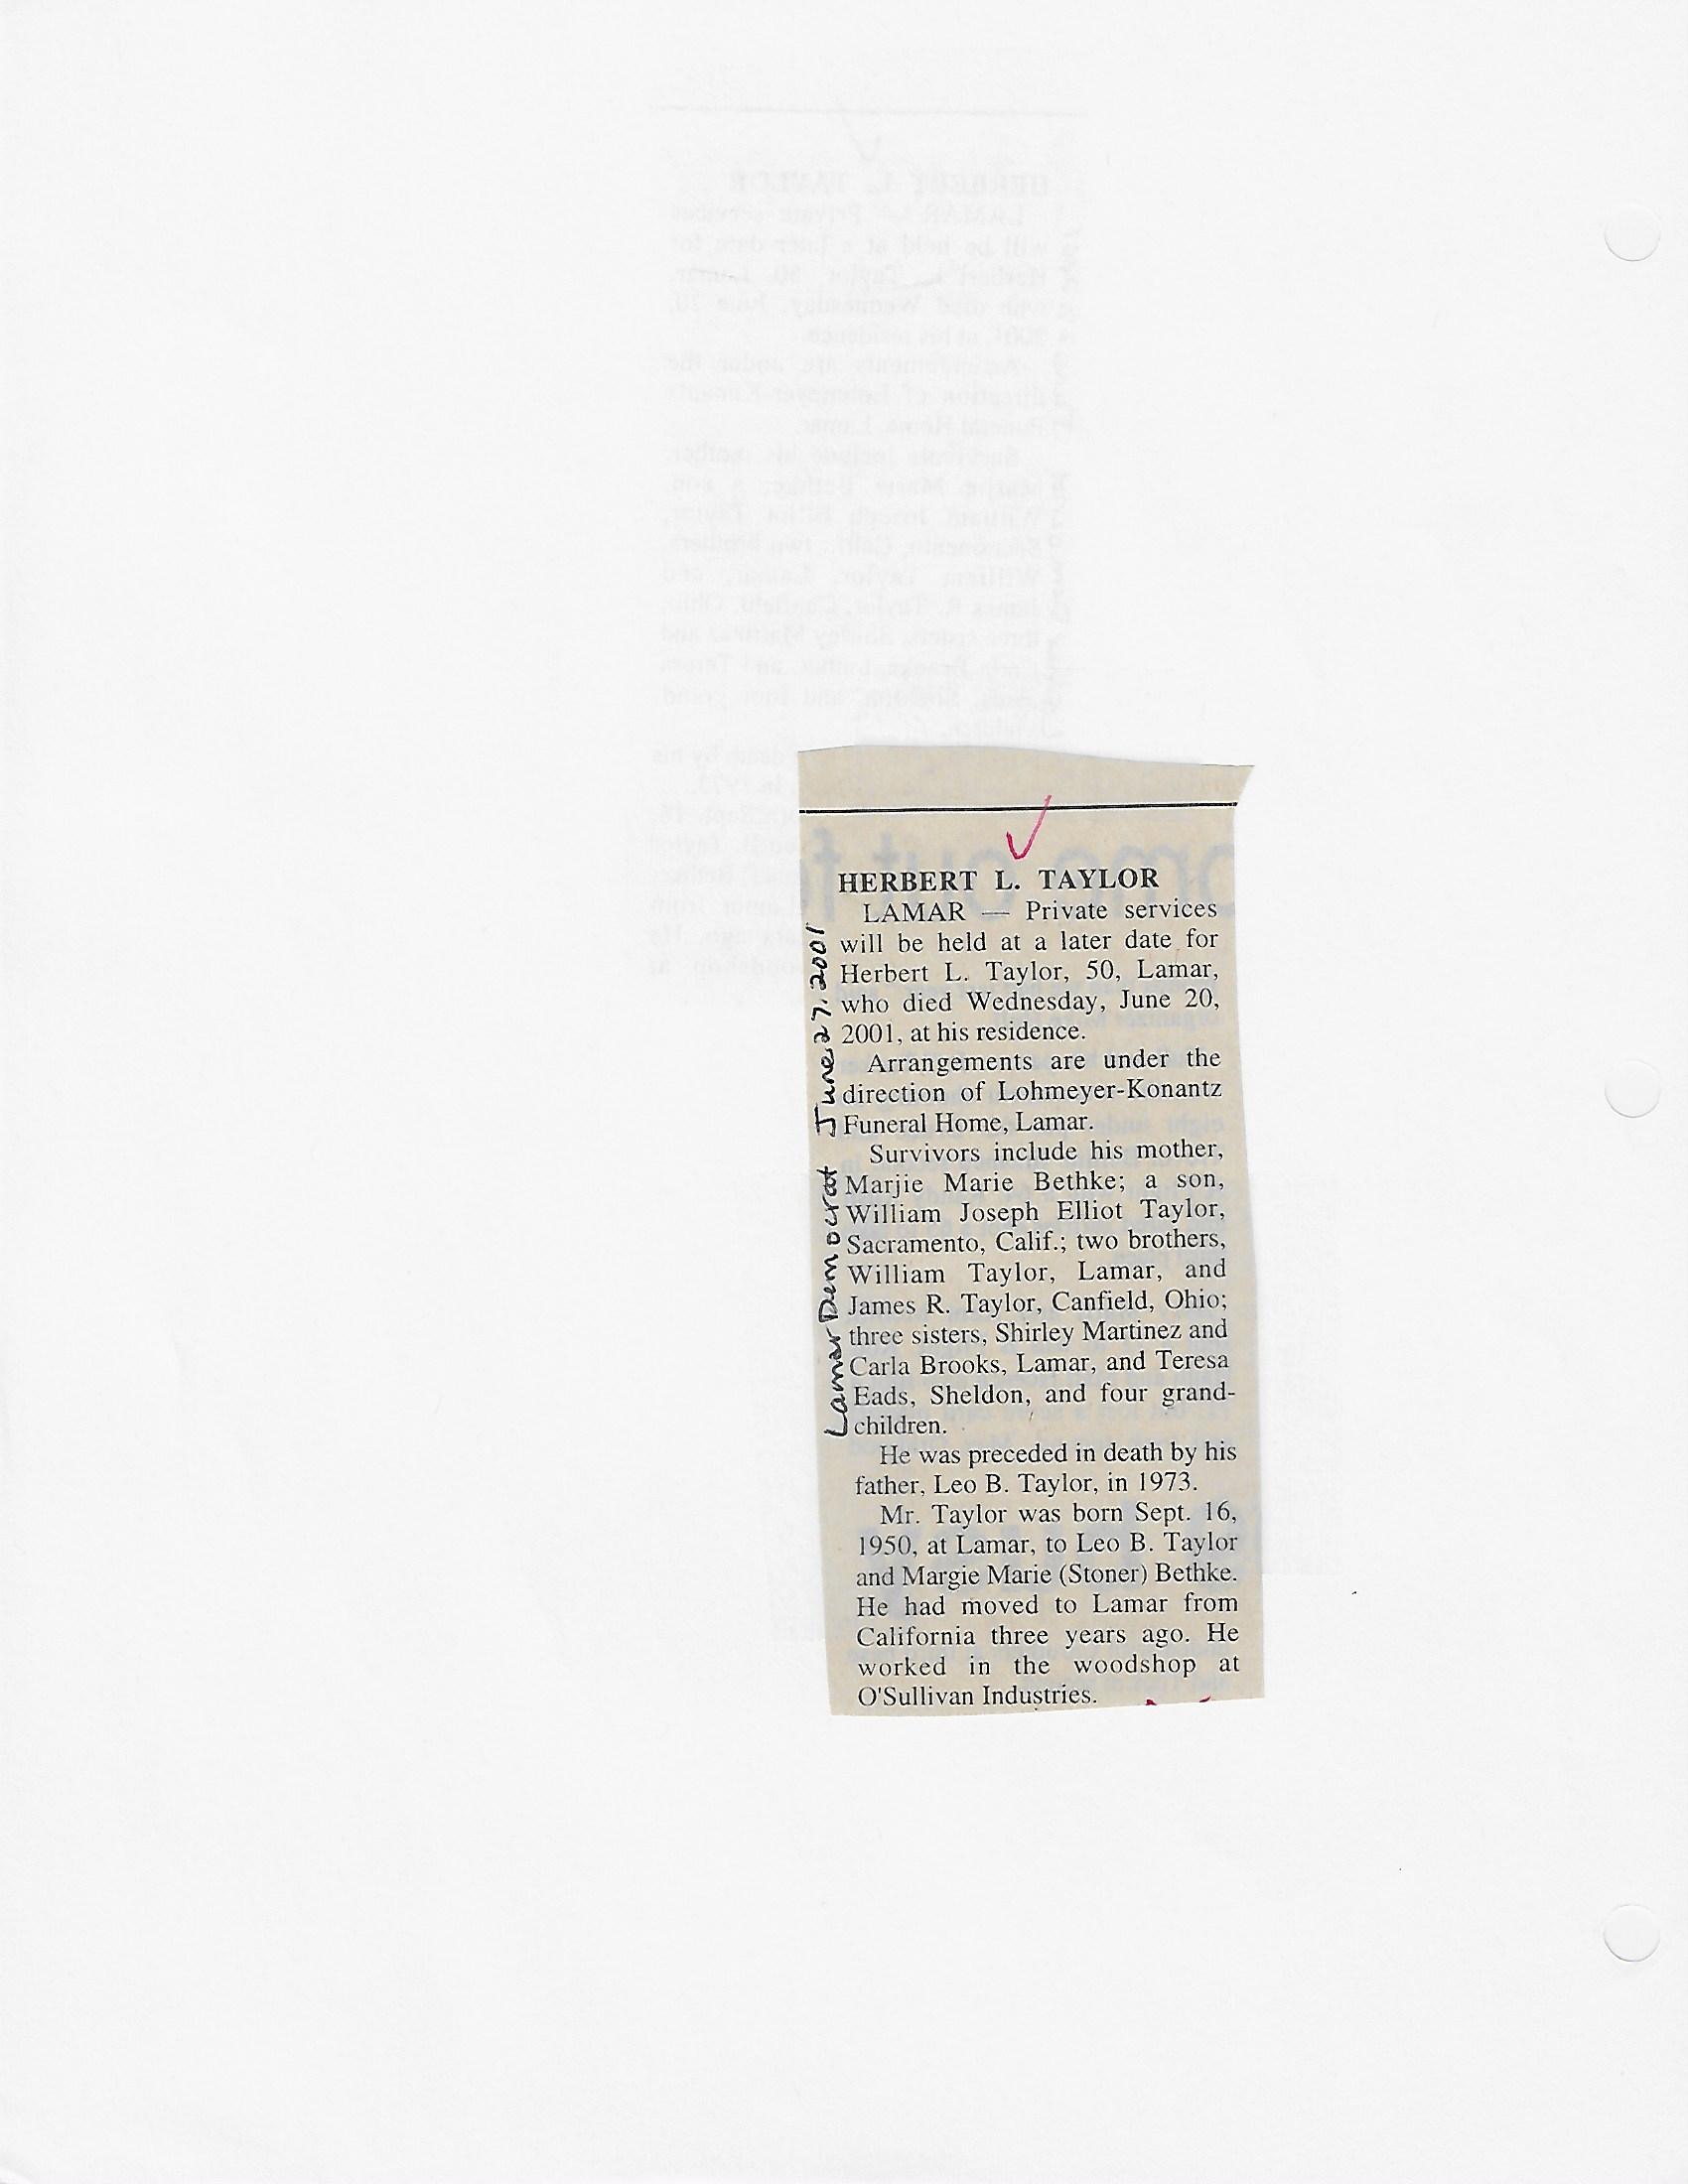 HERBERT L. TAYLOR
LAMAR — Private services
will be held at a later date for
Herbert L. Taylor, 50, Lamar,
who died Wednesday, June 20,
2001, at his residence.
Arrangements are under the
direction of Lohmeyer-Konantz
Funeral Home, Lamar.
Survivors include his mother,
Marjie Marie Bethke; a son,
William Joseph Elliot Taylor,
Sacramento, Calif.; two brothers,
William Taylor, Lamar, and
James R. Taylor, Canfield, Ohio;
three sisters, Shirley Martinez and
Carla Brooks, Lamar, and Teresa
Eads, Sheldon, and four grand-
children.
He was preceded in death by his
father, Leo B. Taylor, in 1973.
Mr. Taylor was born Sept. 16,
1950, at Lamar, to Leo B. Taylor
and Margie Marie (Stoner) Bethke.
He had moved to Lamar from
California three years ago. He
worked in the woodshop at
O'Sullivan Industries.
Lamar Democrat June 27, 2001